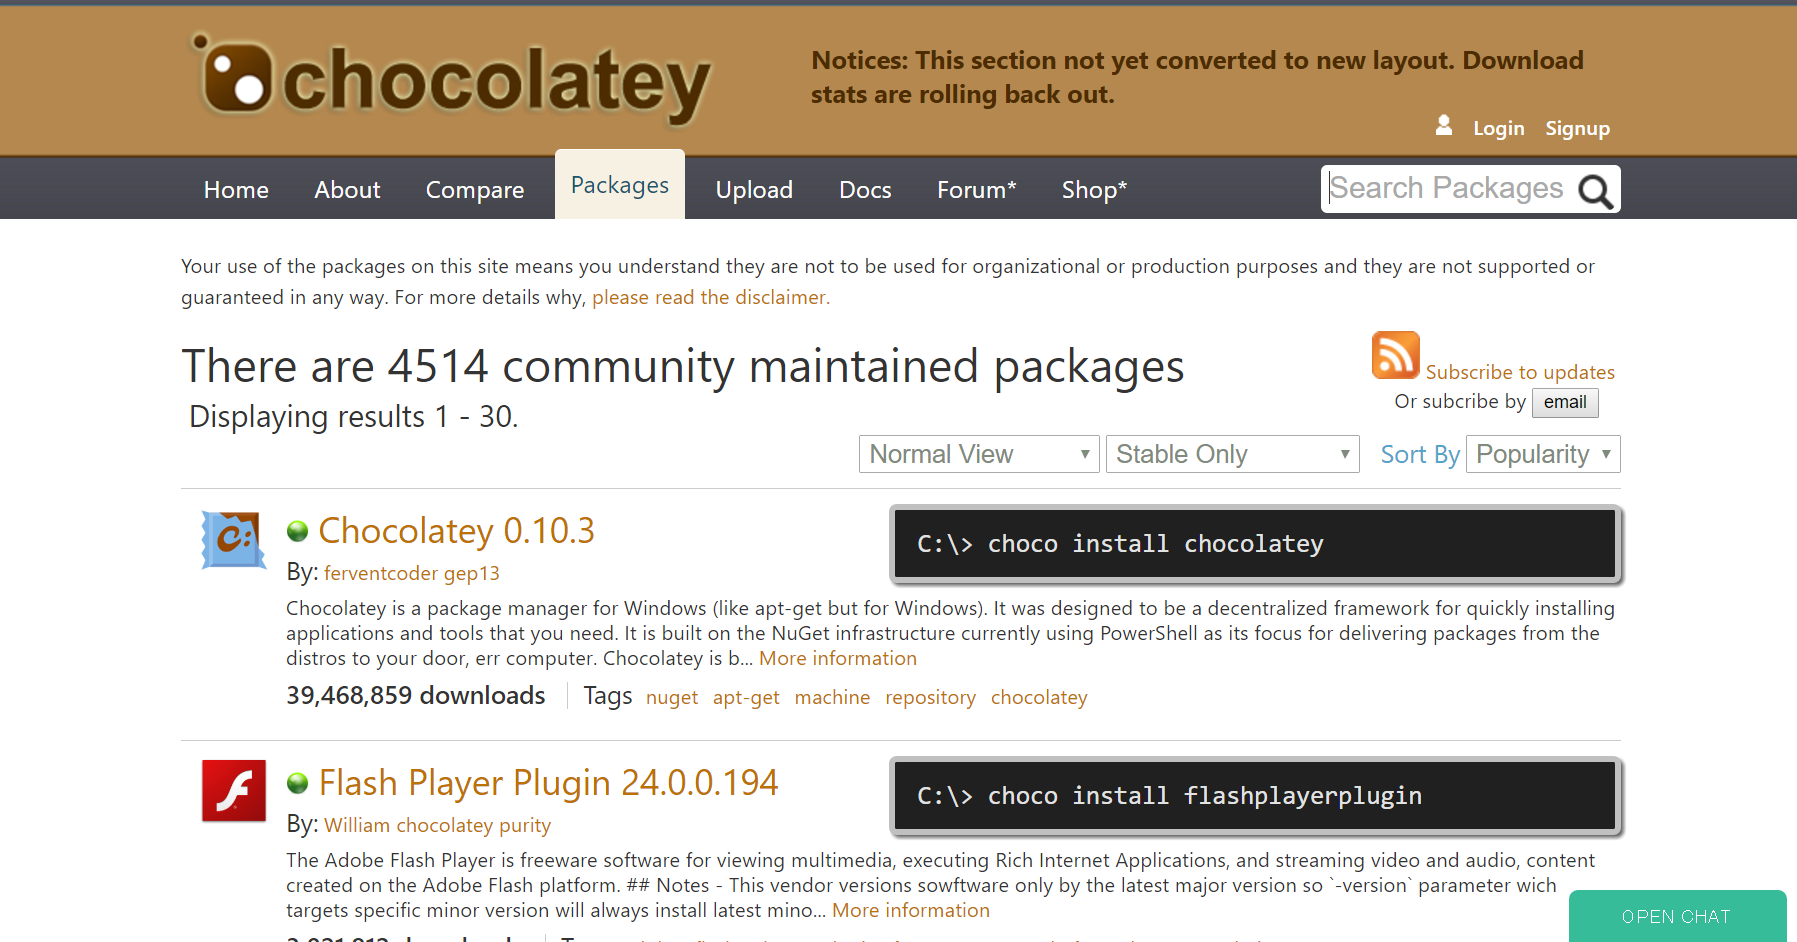 chocolatey
Notices: This section not yet converted to new layout. Download
stats are rolling back out.
Login Signup
Home About Compare Packages Upload Docs Forum* Shop* Search Packages
Your use of the packages on this site means you understand they are not to be used for organizational or production purposes and they are not supported or
guaranteed in any way. For more details why, please read the disclaimer.
There are 4514 community maintained packages
Displaying results 1 - 30.
Subscribe to updates
Or subcribe by email
Normal View Stable Only Sort By Popularity
Chocolatey 0.10.3
C:\> choco install chocolatey
By: ferventcoder gep13
Chocolatey is a package manager for Windows (like apt-get but for Windows). It was designed to be a decentralized framework for quickly installing
applications and tools that you need. It is built on the NuGet infrastructure currently using PowerShell as its focus for delivering packages from the
distros to your door, err computer. Chocolatey is b... More information
39,468,859 downloads Tags nuget apt-get machine repository chocolatey
Flash Player Plugin 24.0.0.194
C:\> choco install flashplayerplugin
By: William chocolatey purity
The Adobe Flash Player is freeware software for viewing multimedia, executing Rich Internet Applications, and streaming video and audio, content
created on the Adobe Flash platform. ## Notes - This vendor versions sowftware only by the latest major version so `-version` parameter wich
targets specific minor version will always install latest mino... More information
OPEN CHAT